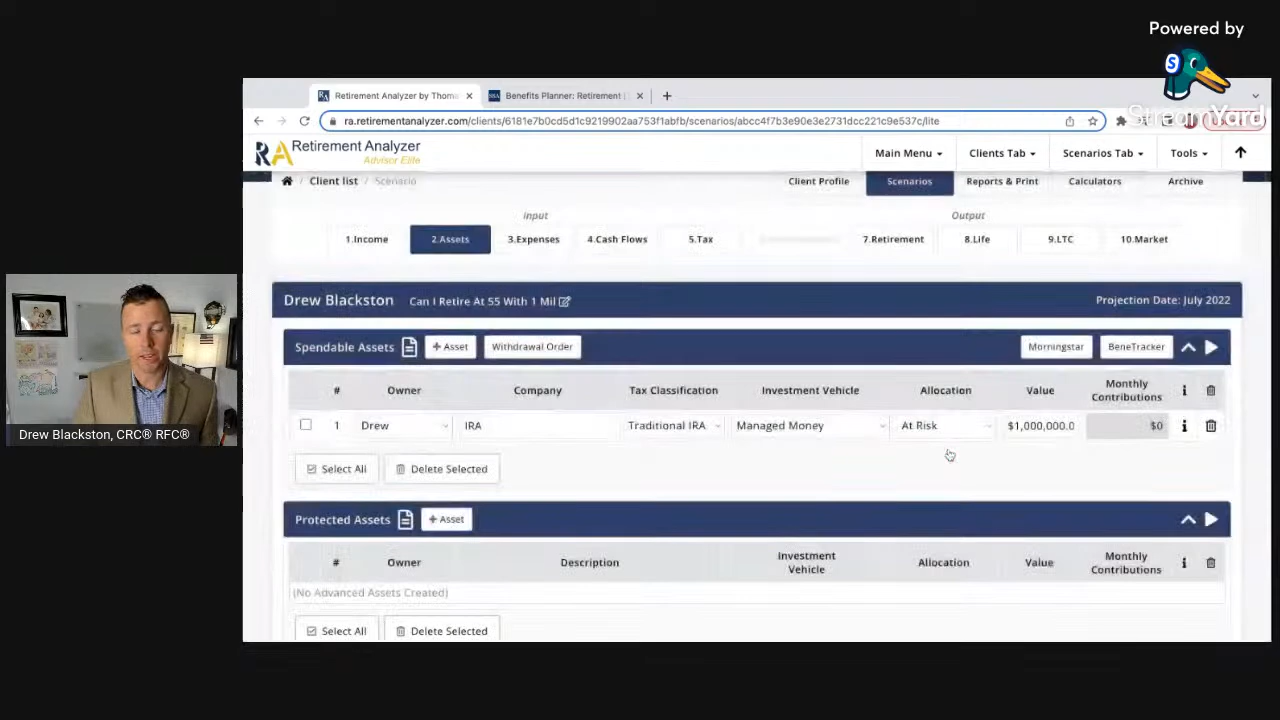 Powered by
S
StreamYard
Retirement Analyzer by Thoma
Benefits Planner: Retirement
ra.retirementanalyzer.com/clients/6181e7b0cd5d1c9219902aa753f1abfb/scenarios/abcc4f7b3e90e3e2731dcc221c9e537c/lite
RA Retirement Analyzer
Advisor Elite
Main Menu
Clients Tab
Scenarios Tab
Tools
/ Client list / Scenario
Client Profile
Scenarios
Reports & Print
Calculators
Archive
Input
Output
1.Income
2.Assets
3.Expenses
4.Cash Flows
5.Tax
7.Retirement
8.Life
9.LTC
10.Market
Drew Blackston Can I Retire At 55 With 1 Mil
Projection Date: July 2022
Spendable Assets + Asset Withdrawal Order Morningstar BeneTracker
# Owner Company Tax Classification Investment Vehicle Allocation Value Monthly Contributions i
1 Drew IRA Traditional IRA Managed Money At Risk $1,000,000.0 $0 i
Select All Delete Selected
Protected Assets + Asset
# Owner Description Investment Vehicle Allocation Value Monthly Contributions i
(No Advanced Assets Created)
Select All Delete Selected
Drew Blackston, CRC® RFC®